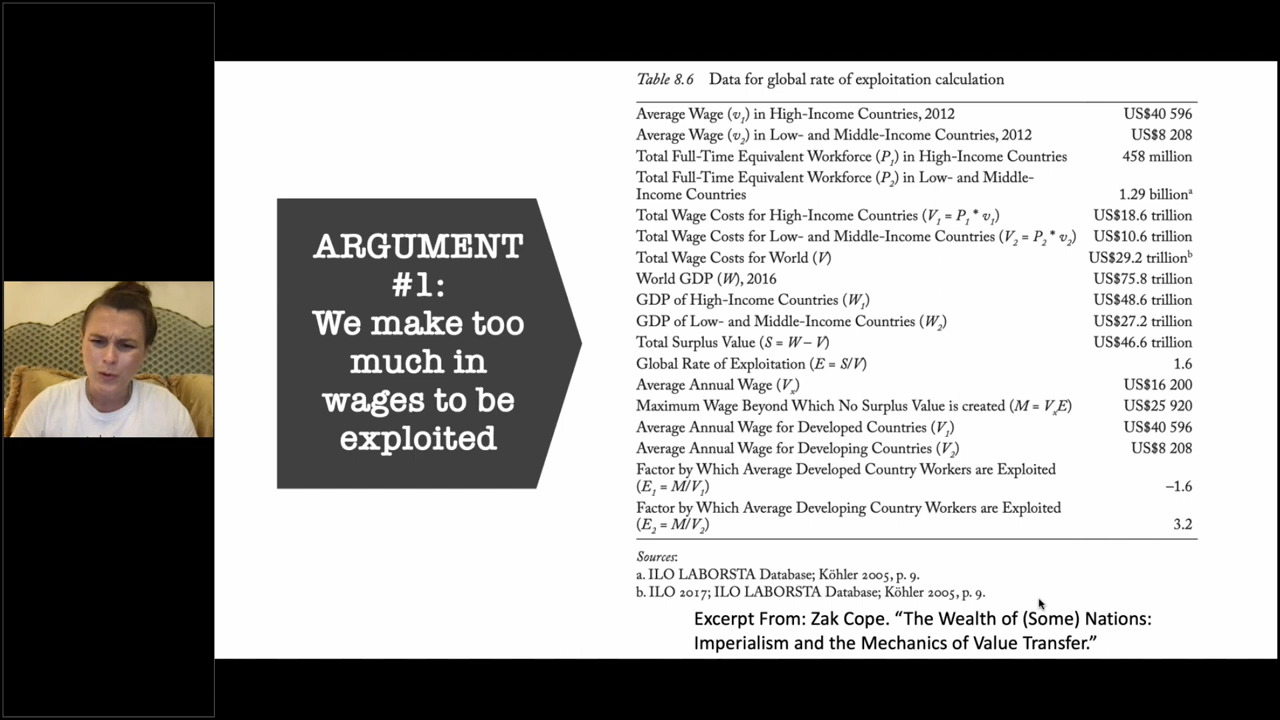 ARGUMENT
#1:
We make too
much in
wages to be
exploited
Table 8.6 Data for global rate of exploitation calculation
Average Wage (v₁) in High-Income Countries, 2012 US$40 596
Average Wage (v₂) in Low- and Middle-Income Countries, 2012 US$8 208
Total Full-Time Equivalent Workforce (P₁) in High-Income Countries 458 million
Total Full-Time Equivalent Workforce (P₂) in Low- and Middle-
Income Countries 1.29 billionᵃ
Total Wage Costs for High-Income Countries (V₁ = P₁ * v₁) US$18.6 trillion
Total Wage Costs for Low- and Middle-Income Countries (V₂ = P₂ * v₂) US$10.6 trillion
Total Wage Costs for World (V) US$29.2 trillionᵇ
World GDP (W), 2016 US$75.8 trillion
GDP of High-Income Countries (W₁) US$48.6 trillion
GDP of Low- and Middle-Income Countries (W₂) US$27.2 trillion
Total Surplus Value (S = W – V) US$46.6 trillion
Global Rate of Exploitation (E = S/V) 1.6
Average Annual Wage (Vₓ) US$16 200
Maximum Wage Beyond Which No Surplus Value is created (M = VₓE) US$25 920
Average Annual Wage for Developed Countries (V₁) US$40 596
Average Annual Wage for Developing Countries (V₂) US$8 208
Factor by Which Average Developed Country Workers are Exploited
(E₁ = M/V₁) –1.6
Factor by Which Average Developing Country Workers are Exploited
(E₂ = M/V₂) 3.2
Sources:
a. ILO LABORSTA Database; Köhler 2005, p. 9.
b. ILO 2017; ILO LABORSTA Database; Köhler 2005, p. 9.
Excerpt From: Zak Cope. “The Wealth of (Some) Nations:
Imperialism and the Mechanics of Value Transfer.”